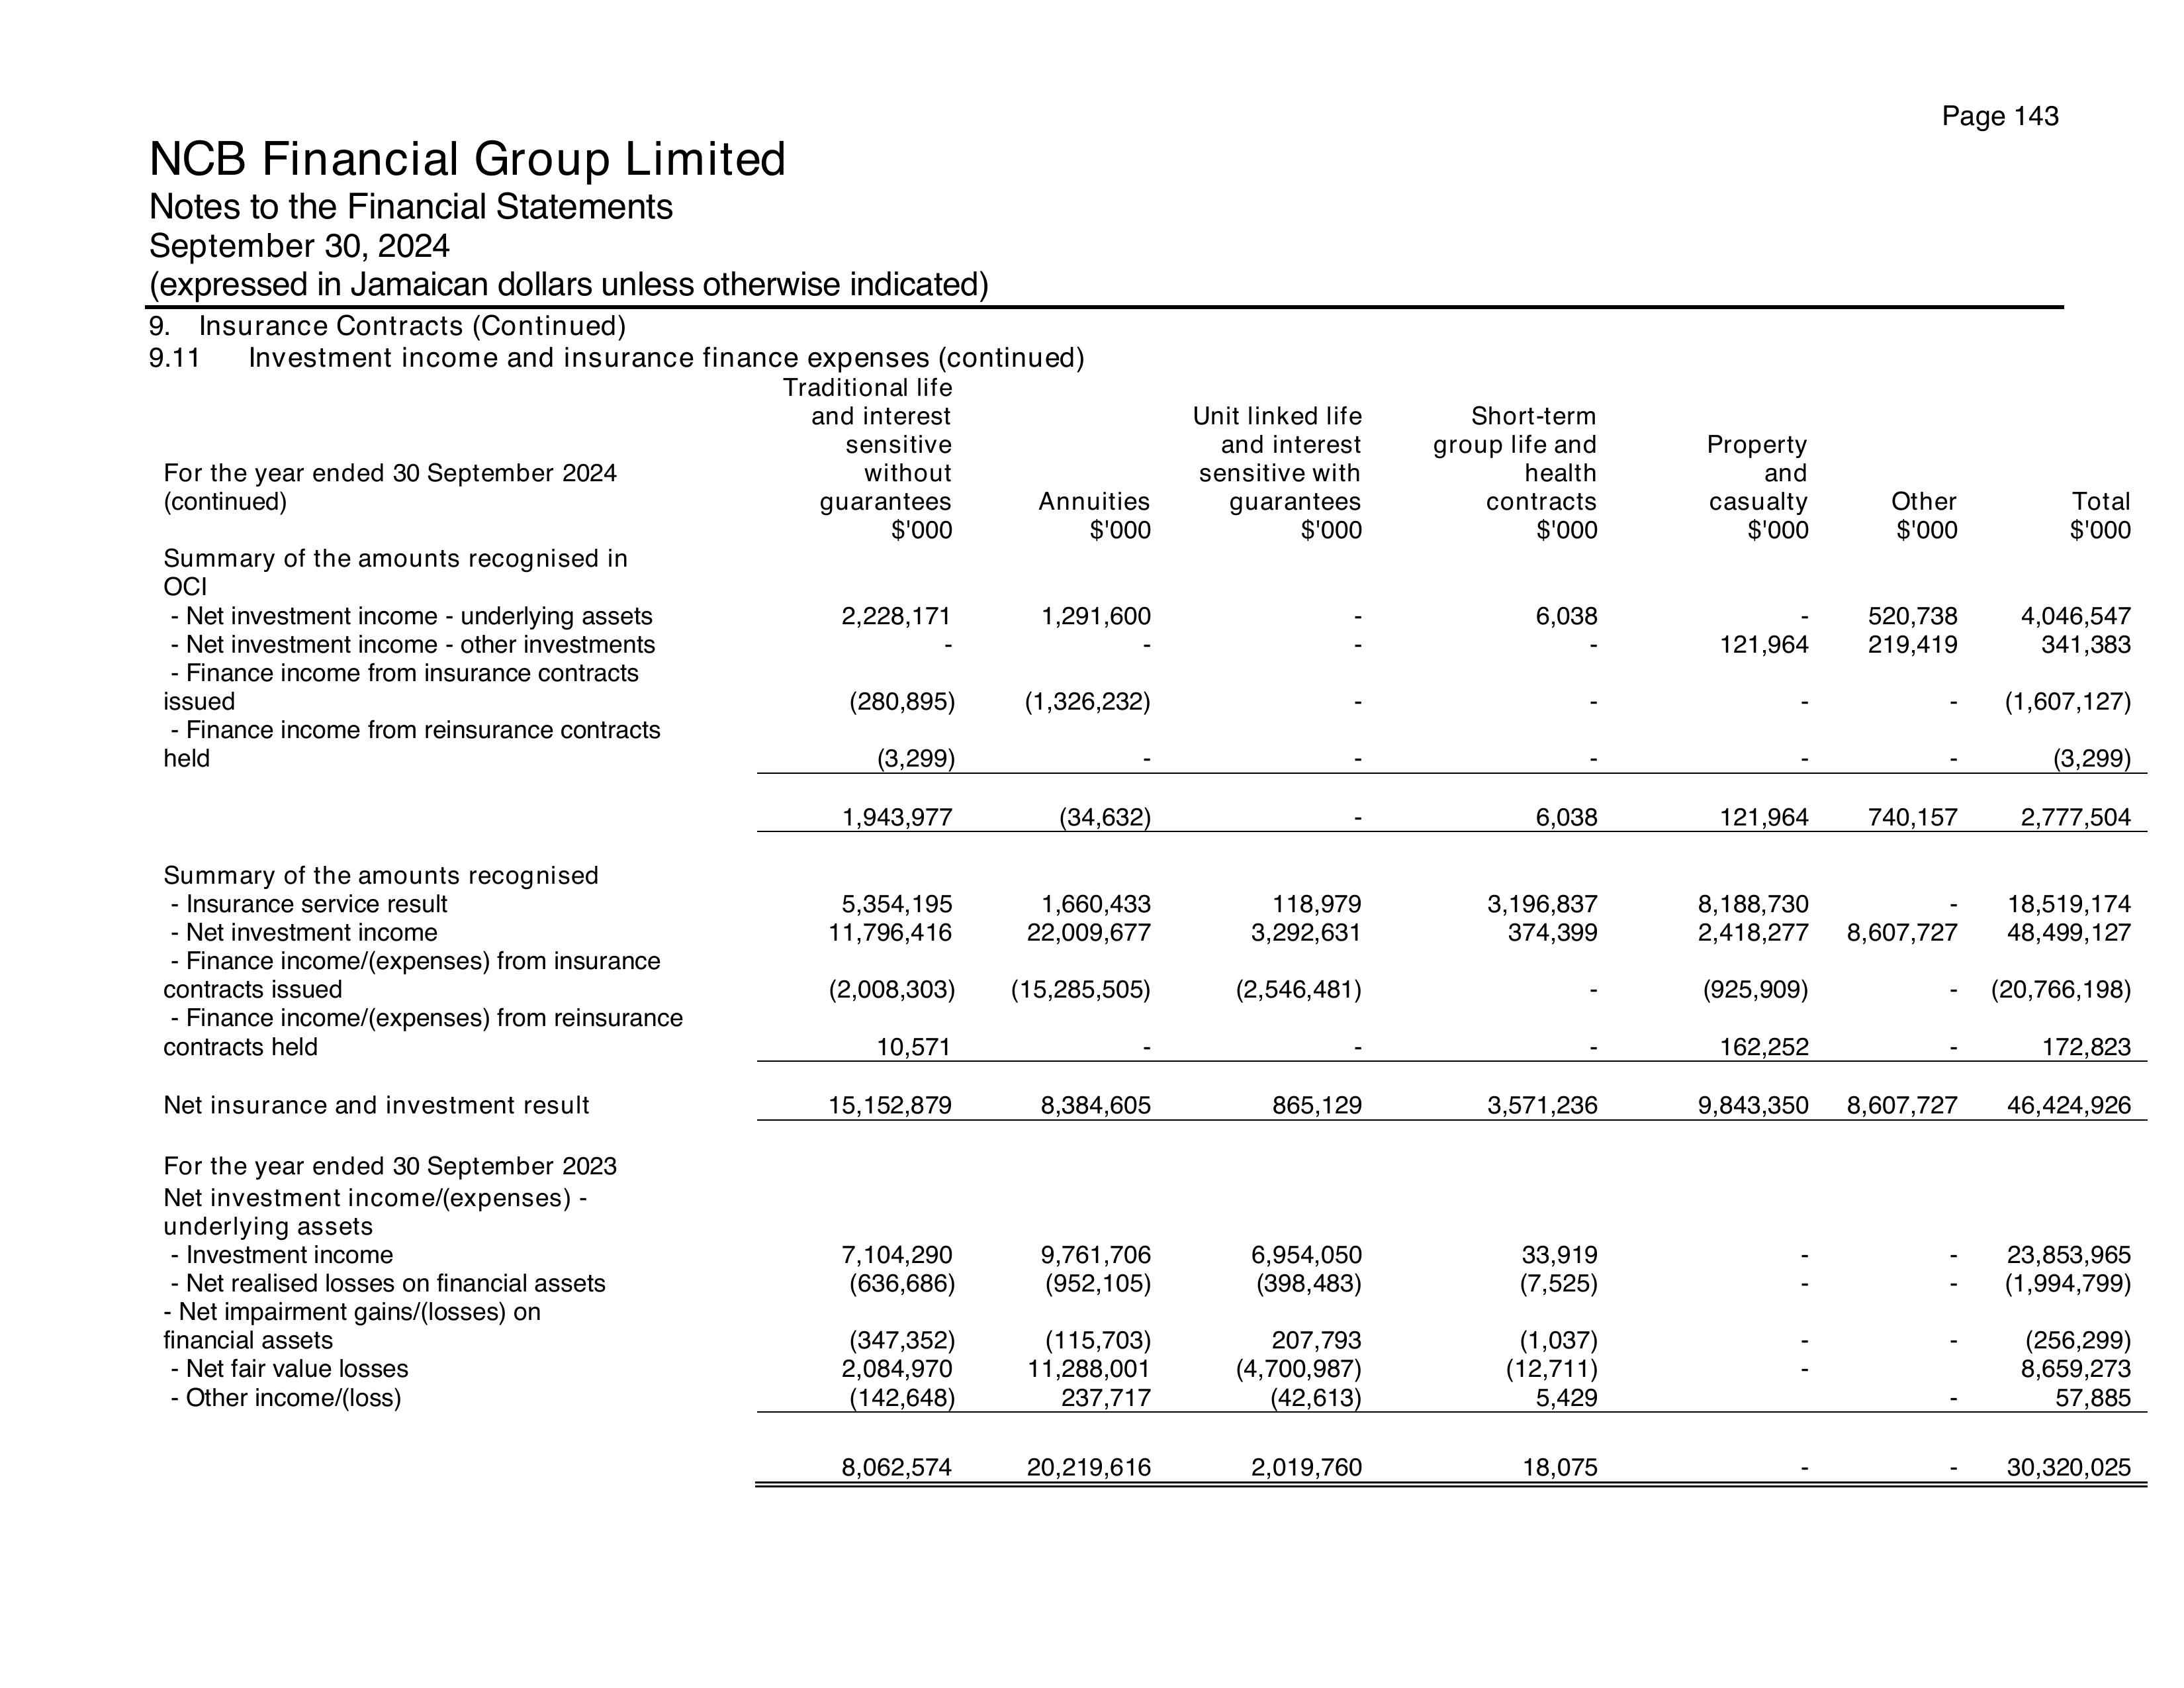 Page 143
NCB Financial Group Limited
Notes to the Financial Statements
September 30, 2024
(expressed in Jamaican dollars unless otherwise indicated)
9. Insurance Contracts (Continued)
9.11 Investment income and insurance finance expenses (continued)
Traditional life
and interest Unit linked life Short-term
sensitive and interest group life and Property
For the year ended 30 September 2024 without sensitive with health and
(continued) guarantees Annuities guarantees contracts casualty Other Total
$'000 $'000 $'000 $'000 $'000 $'000 $'000
Summary of the amounts recognised in
OCI
- Net investment income - underlying assets 2,228,171 1,291,600 - 6,038 - 520,738 4,046,547
- Net investment income - other investments - - - - 121,964 219,419 341,383
- Finance income from insurance contracts
issued (280,895) (1,326,232) - - - - (1,607,127)
- Finance income from reinsurance contracts
held (3,299) - - - - - (3,299)
1,943,977 (34,632) - 6,038 121,964 740,157 2,777,504
Summary of the amounts recognised
- Insurance service result 5,354,195 1,660,433 118,979 3,196,837 8,188,730 - 18,519,174
- Net investment income 11,796,416 22,009,677 3,292,631 374,399 2,418,277 8,607,727 48,499,127
- Finance income/(expenses) from insurance
contracts issued (2,008,303) (15,285,505) (2,546,481) - (925,909) - (20,766,198)
- Finance income/(expenses) from reinsurance
contracts held 10,571 - - - 162,252 - 172,823
Net insurance and investment result 15,152,879 8,384,605 865,129 3,571,236 9,843,350 8,607,727 46,424,926
For the year ended 30 September 2023
Net investment income/(expenses) -
underlying assets
- Investment income 7,104,290 9,761,706 6,954,050 33,919 - - 23,853,965
- Net realised losses on financial assets (636,686) (952,105) (398,483) (7,525) - - (1,994,799)
- Net impairment gains/(losses) on
financial assets (347,352) (115,703) 207,793 (1,037) - - (256,299)
- Net fair value losses 2,084,970 11,288,001 (4,700,987) (12,711) - 8,659,273
- Other income/(loss) (142,648) 237,717 (42,613) 5,429 - 57,885
8,062,574 20,219,616 2,019,760 18,075 - - 30,320,025